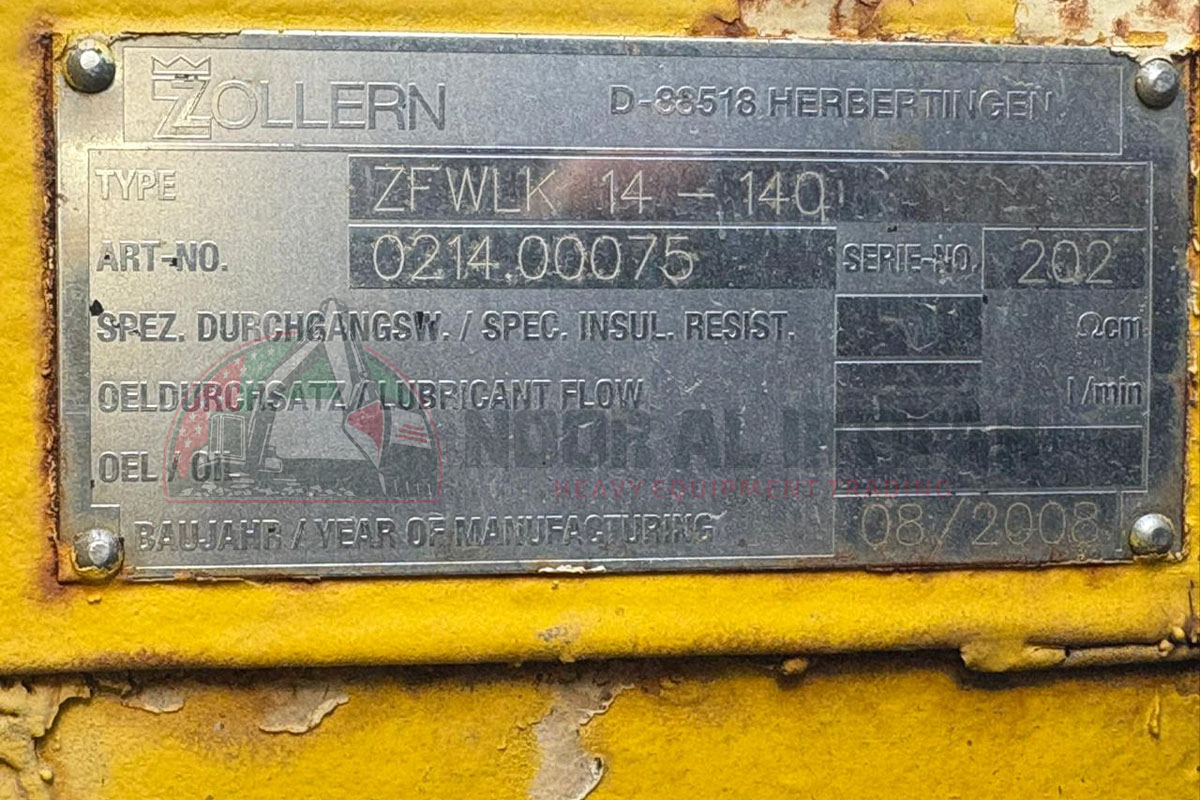 ZOLLERN D-88518 HERBERTINGEN
TYPE ZFWLK 14 - 140
ART-NO. 0214.00075 SERIE-NO. 202
SPEZ. DURCHGANGSW. / SPEC. INSUL. RESIST. Ωcm
OELDURCHSATZ / LUBRICANT FLOW l/min
NOOR AL
OEL / OIL
HEAVY EQUIPMENT TRADING
BAUJAHR / YEAR OF MANUFACTURING 08/2008